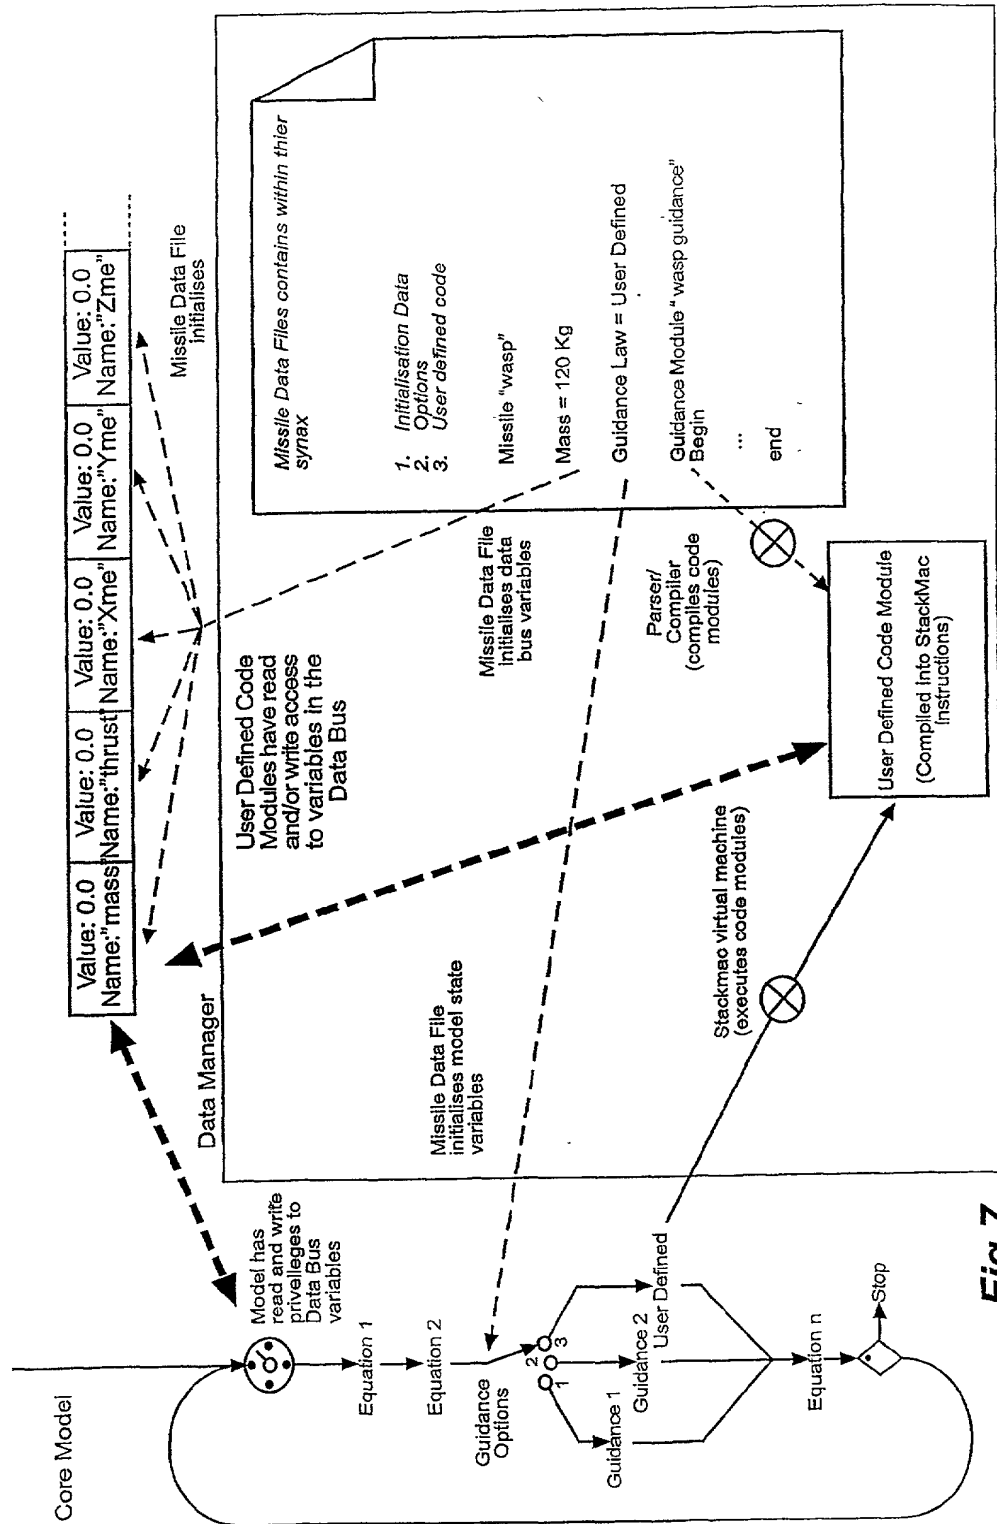 Core Model
Model has
read and write
privelleges to
Data Bus
variables
Equation 1
Equation 2
Guidance
Options
1
2
3
Guidance 1
Guidance 2
User Defined
Equation n
Stop
Data Manager
Value: 0.0
Name:"mass"
Value: 0.0
Name:"thrust"
Value: 0.0
Name:"Xme"
Value: 0.0
Name:"Yme"
Value: 0.0
Name:"Zme"
Missile Data File
initialises
User Defined Code
Modules have read
and/or write access
to variables in the
Data Bus
Missile Data File
initialises model state
variables
Missile Data File
initialises data
bus variables
Parser/
Compiler
(compiles code
modules)
Stackmao virtual machine
(executes code modules)
User Defined Code Module
(Compiled into StackMac
Instructions)
Missile Data Files contains within thier
synax
1. Initialisation Data
2. Options
3. User defined code
Missile "wasp"
Mass = 120 Kg
Guidance Law = User Defined
Guidance Module " wasp guidance"
Begin
...
end
Fig 7